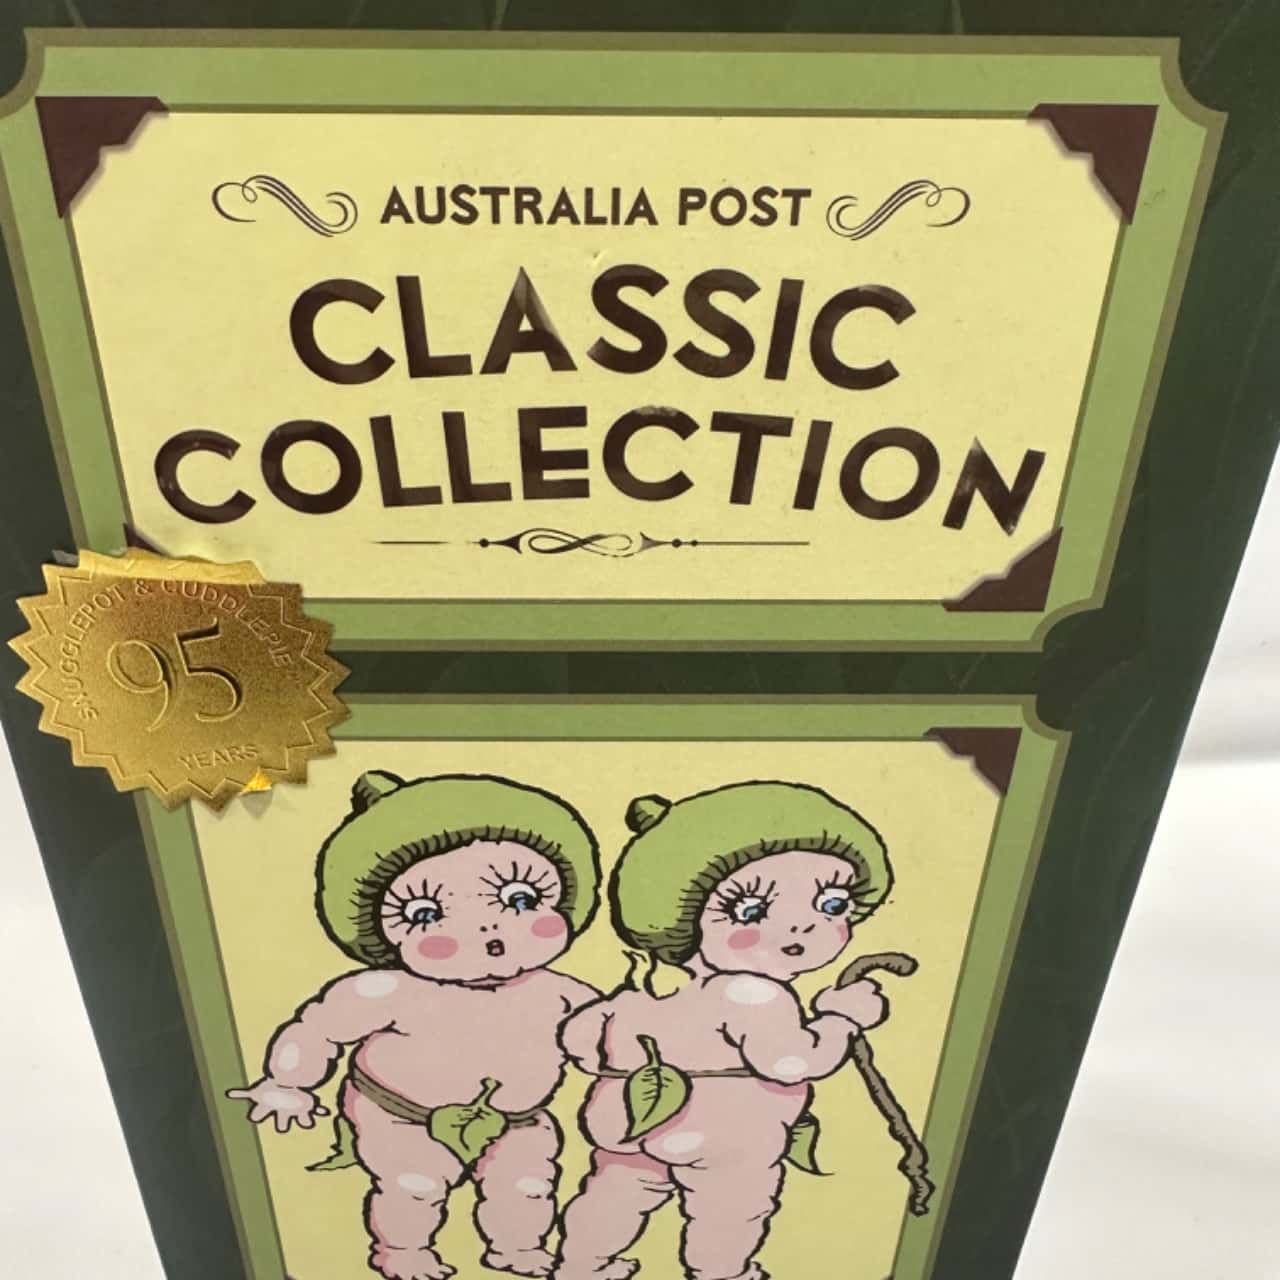 AUSTRALIA POST
CLASSIC
COLLECTION
SNUGGLEPOT & CUDDLEPIE
95
YEARS